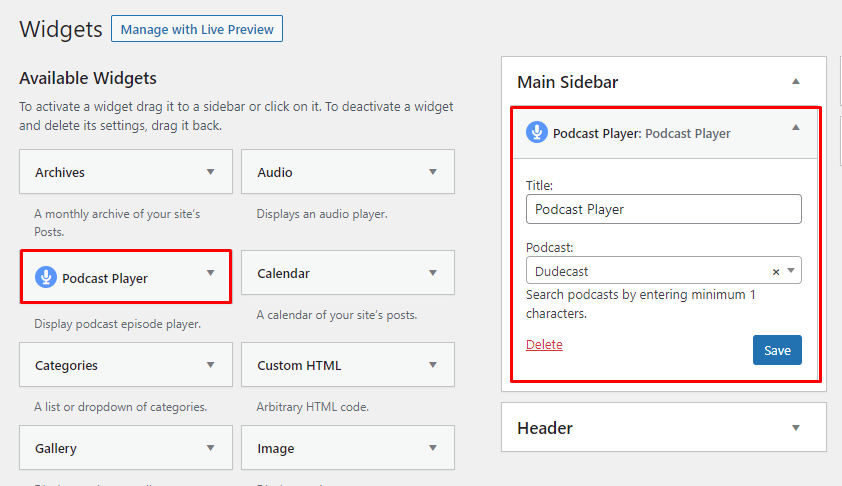 Widgets
Manage with Live Preview
Available Widgets
To activate a widget drag it to a sidebar or click on it. To deactivate a widget
and delete its settings, drag it back.
Archives
Audio
A monthly archive of your site's
Posts.
Displays an audio player.
Podcast Player
Calendar
Display podcast episode player.
A calendar of your site's posts.
Categories
Custom HTML
A list or dropdown of categories.
Arbitrary HTML code.
Gallery
Image
Main Sidebar
Podcast Player: Podcast Player
Title:
Podcast Player
Podcast:
Dudecast
×
Search podcasts by entering minimum 1
characters.
Delete
Save
Header